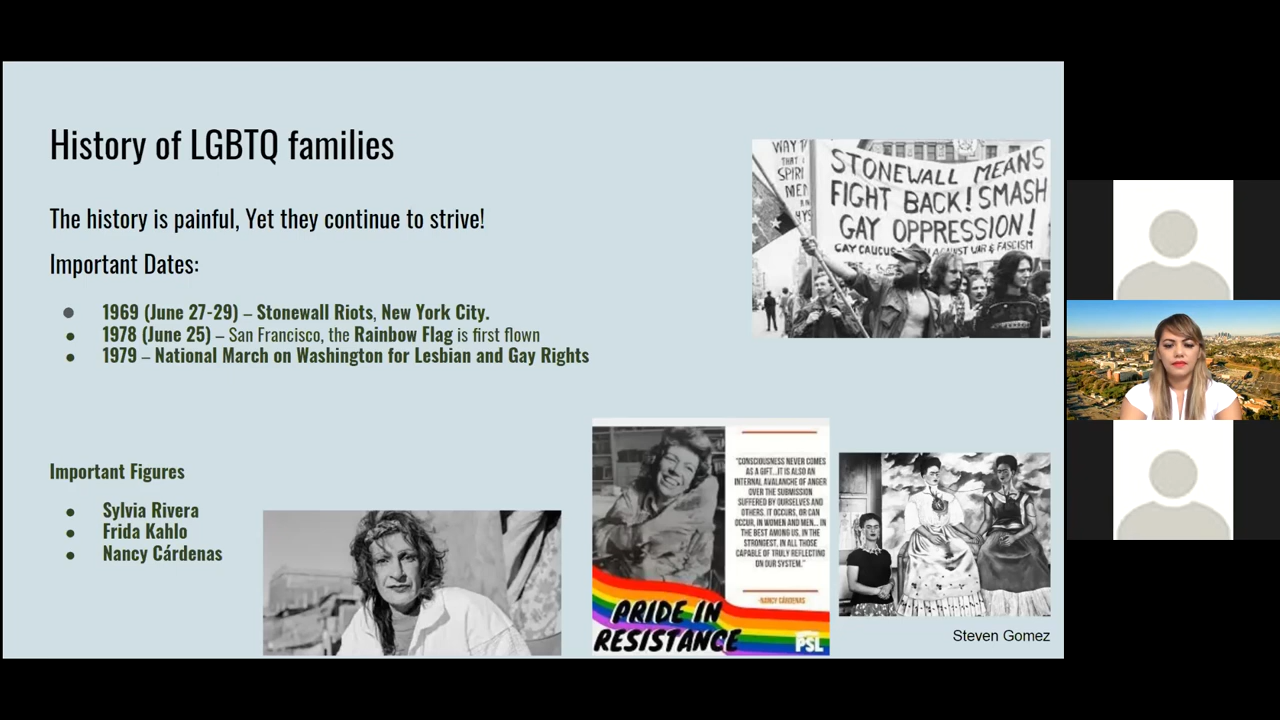 History of LGBTQ families
The history is painful, Yet they continue to strive!
Important Dates:
1969 (June 27-29) – Stonewall Riots, New York City.
1978 (June 25) – San Francisco, the Rainbow Flag is first flown
1979 – National March on Washington for Lesbian and Gay Rights
Important Figures
Sylvia Rivera
Frida Kahlo
Nancy Cárdenas
STONEWALL MEANS
FIGHT BACK! SMASH
GAY OPPRESSION!
GAY CAUCUS WAR & FASCISM
"CONSCIOUSNESS NEVER COMES
AS A GIFT...IT IS ALSO AN
INTERNAL AVALANCHE OF ANGER
OVER THE SUBMISSION
SUFFERED BY OURSELVES AND
OTHERS. IT OCCURS, OR CAN
OCCUR, IN WOMEN AND MEN... IN
THE BEST AMONG US, IN THE
STRONGEST, IN ALL THOSE
CAPABLE OF TRULY REFLECTING
ON OUR SYSTEM."
-NANCY CÁRDENAS
PRIDE IN
RESISTANCE
PSL
Steven Gomez